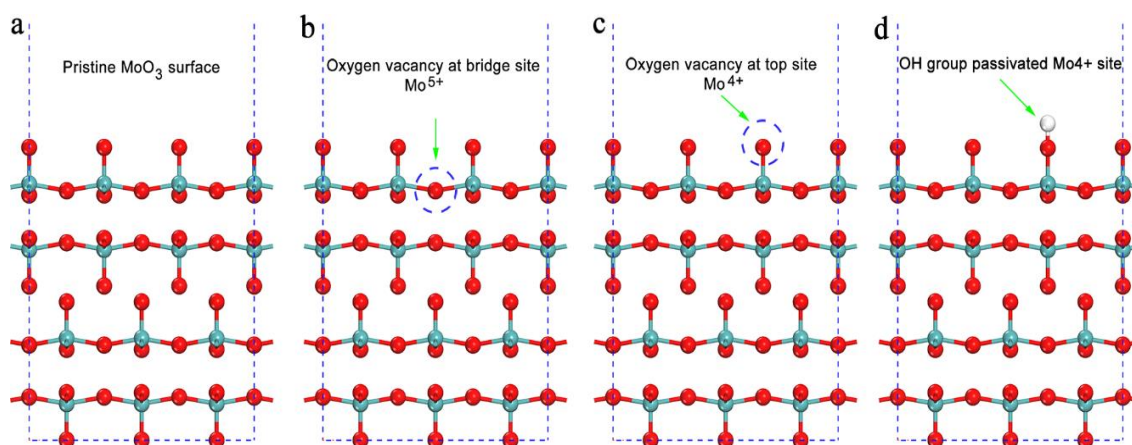 a
Pristine MoO3 surface
b
Oxygen vacancy at bridge site
Mo5+
c
Oxygen vacancy at top site
Mo4+
d
OH group passivated Mo4+ site